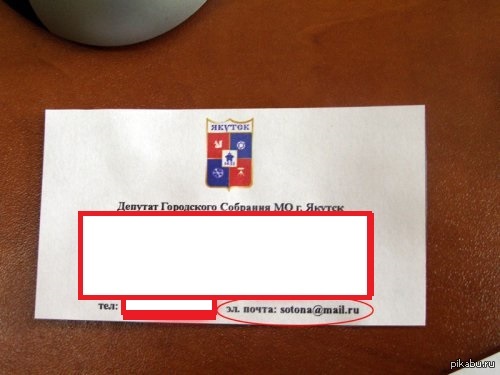 ЯКУТСК
Депутат Городского Собрания МО г. Якутск
тел: эл. почта: sotona@mail.ru
pikabu.ru